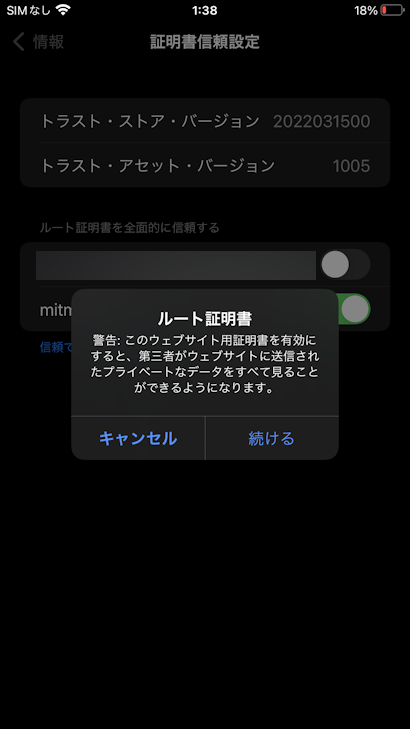 SIMなし 1:38 18%
情報 証明書信頼設定
トラスト・ストア・バージョン 2022031500
トラスト・アセット・バージョン 1005
ルート証明書を全面的に信頼する
mitm
信頼
ルート証明書
警告: このウェブサイト用証明書を有効に
すると、第三者がウェブサイトに送信され
たプライベートなデータをすべて見ること
ができるようになります。
キャンセル 続ける